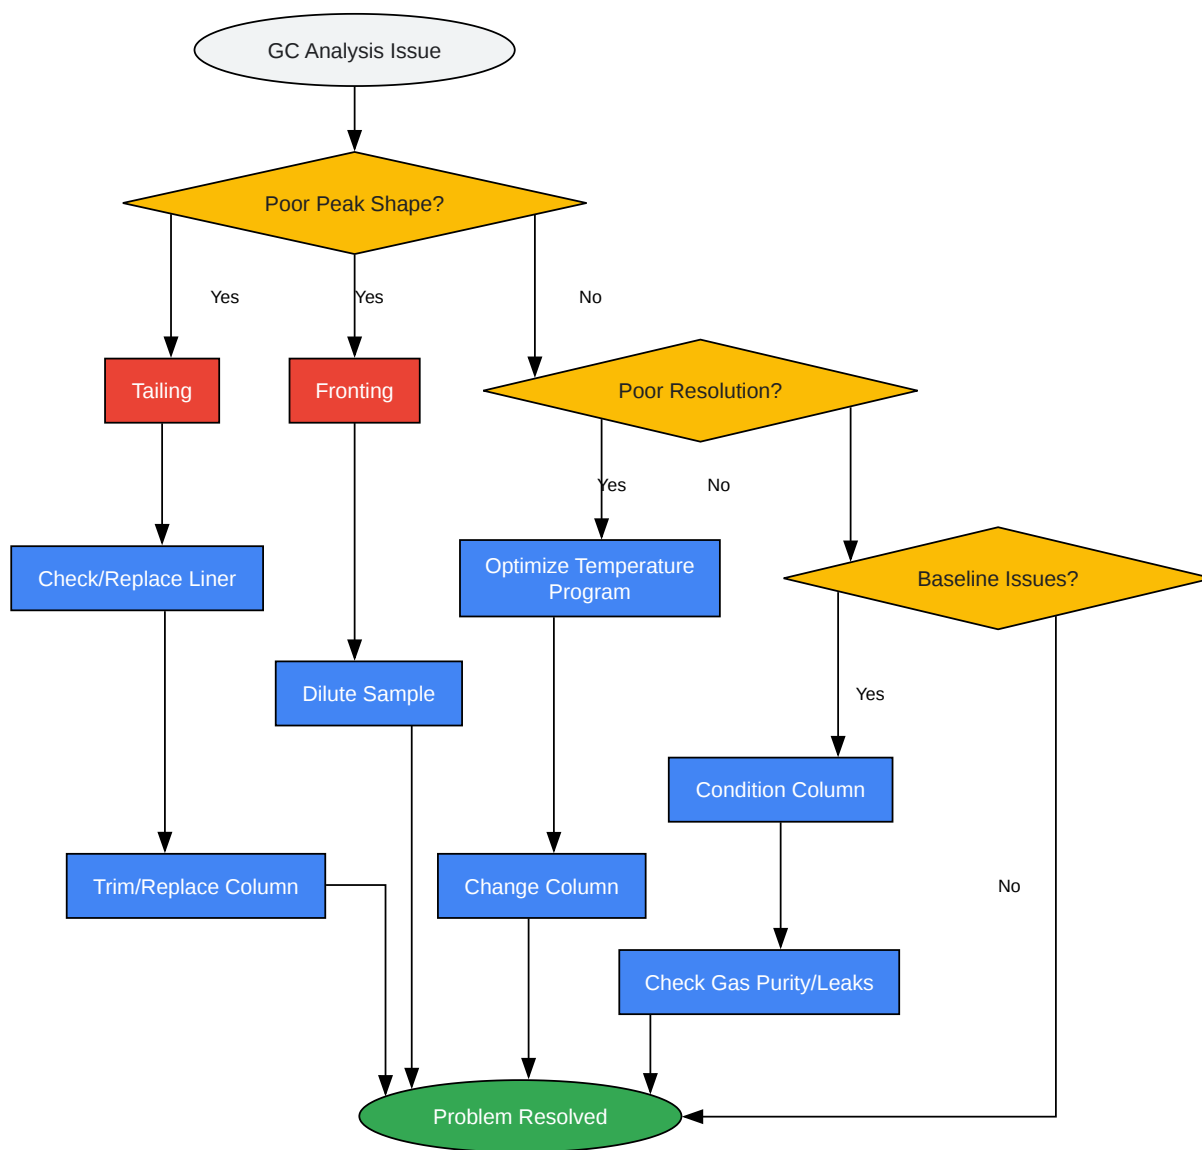 GC Analysis Issue
Poor Peak Shape?
Yes
Yes
No
Tailing
Fronting
Poor Resolution?
Yes
No
Check/Replace Liner
Optimize Temperature
Program
Baseline Issues?
Dilute Sample
Yes
Condition Column
Trim/Replace Column
Change Column
No
Check Gas Purity/Leaks
Problem Resolved